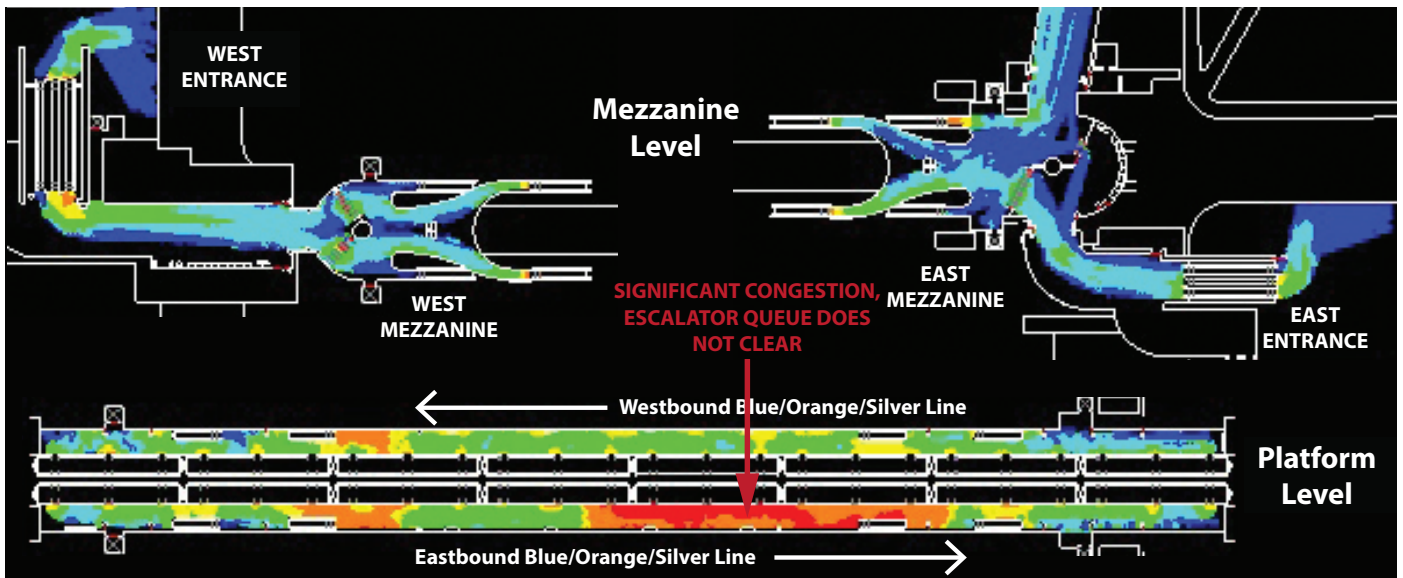 WEST
ENTRANCE
Mezzanine
Level
WEST
MEZZANINE
EAST
MEZZANINE
EAST
ENTRANCE
SIGNIFICANT CONGESTION,
ESCALATOR QUEUE DOES
NOT CLEAR
Westbound Blue/Orange/Silver Line
Platform
Level
Eastbound Blue/Orange/Silver Line